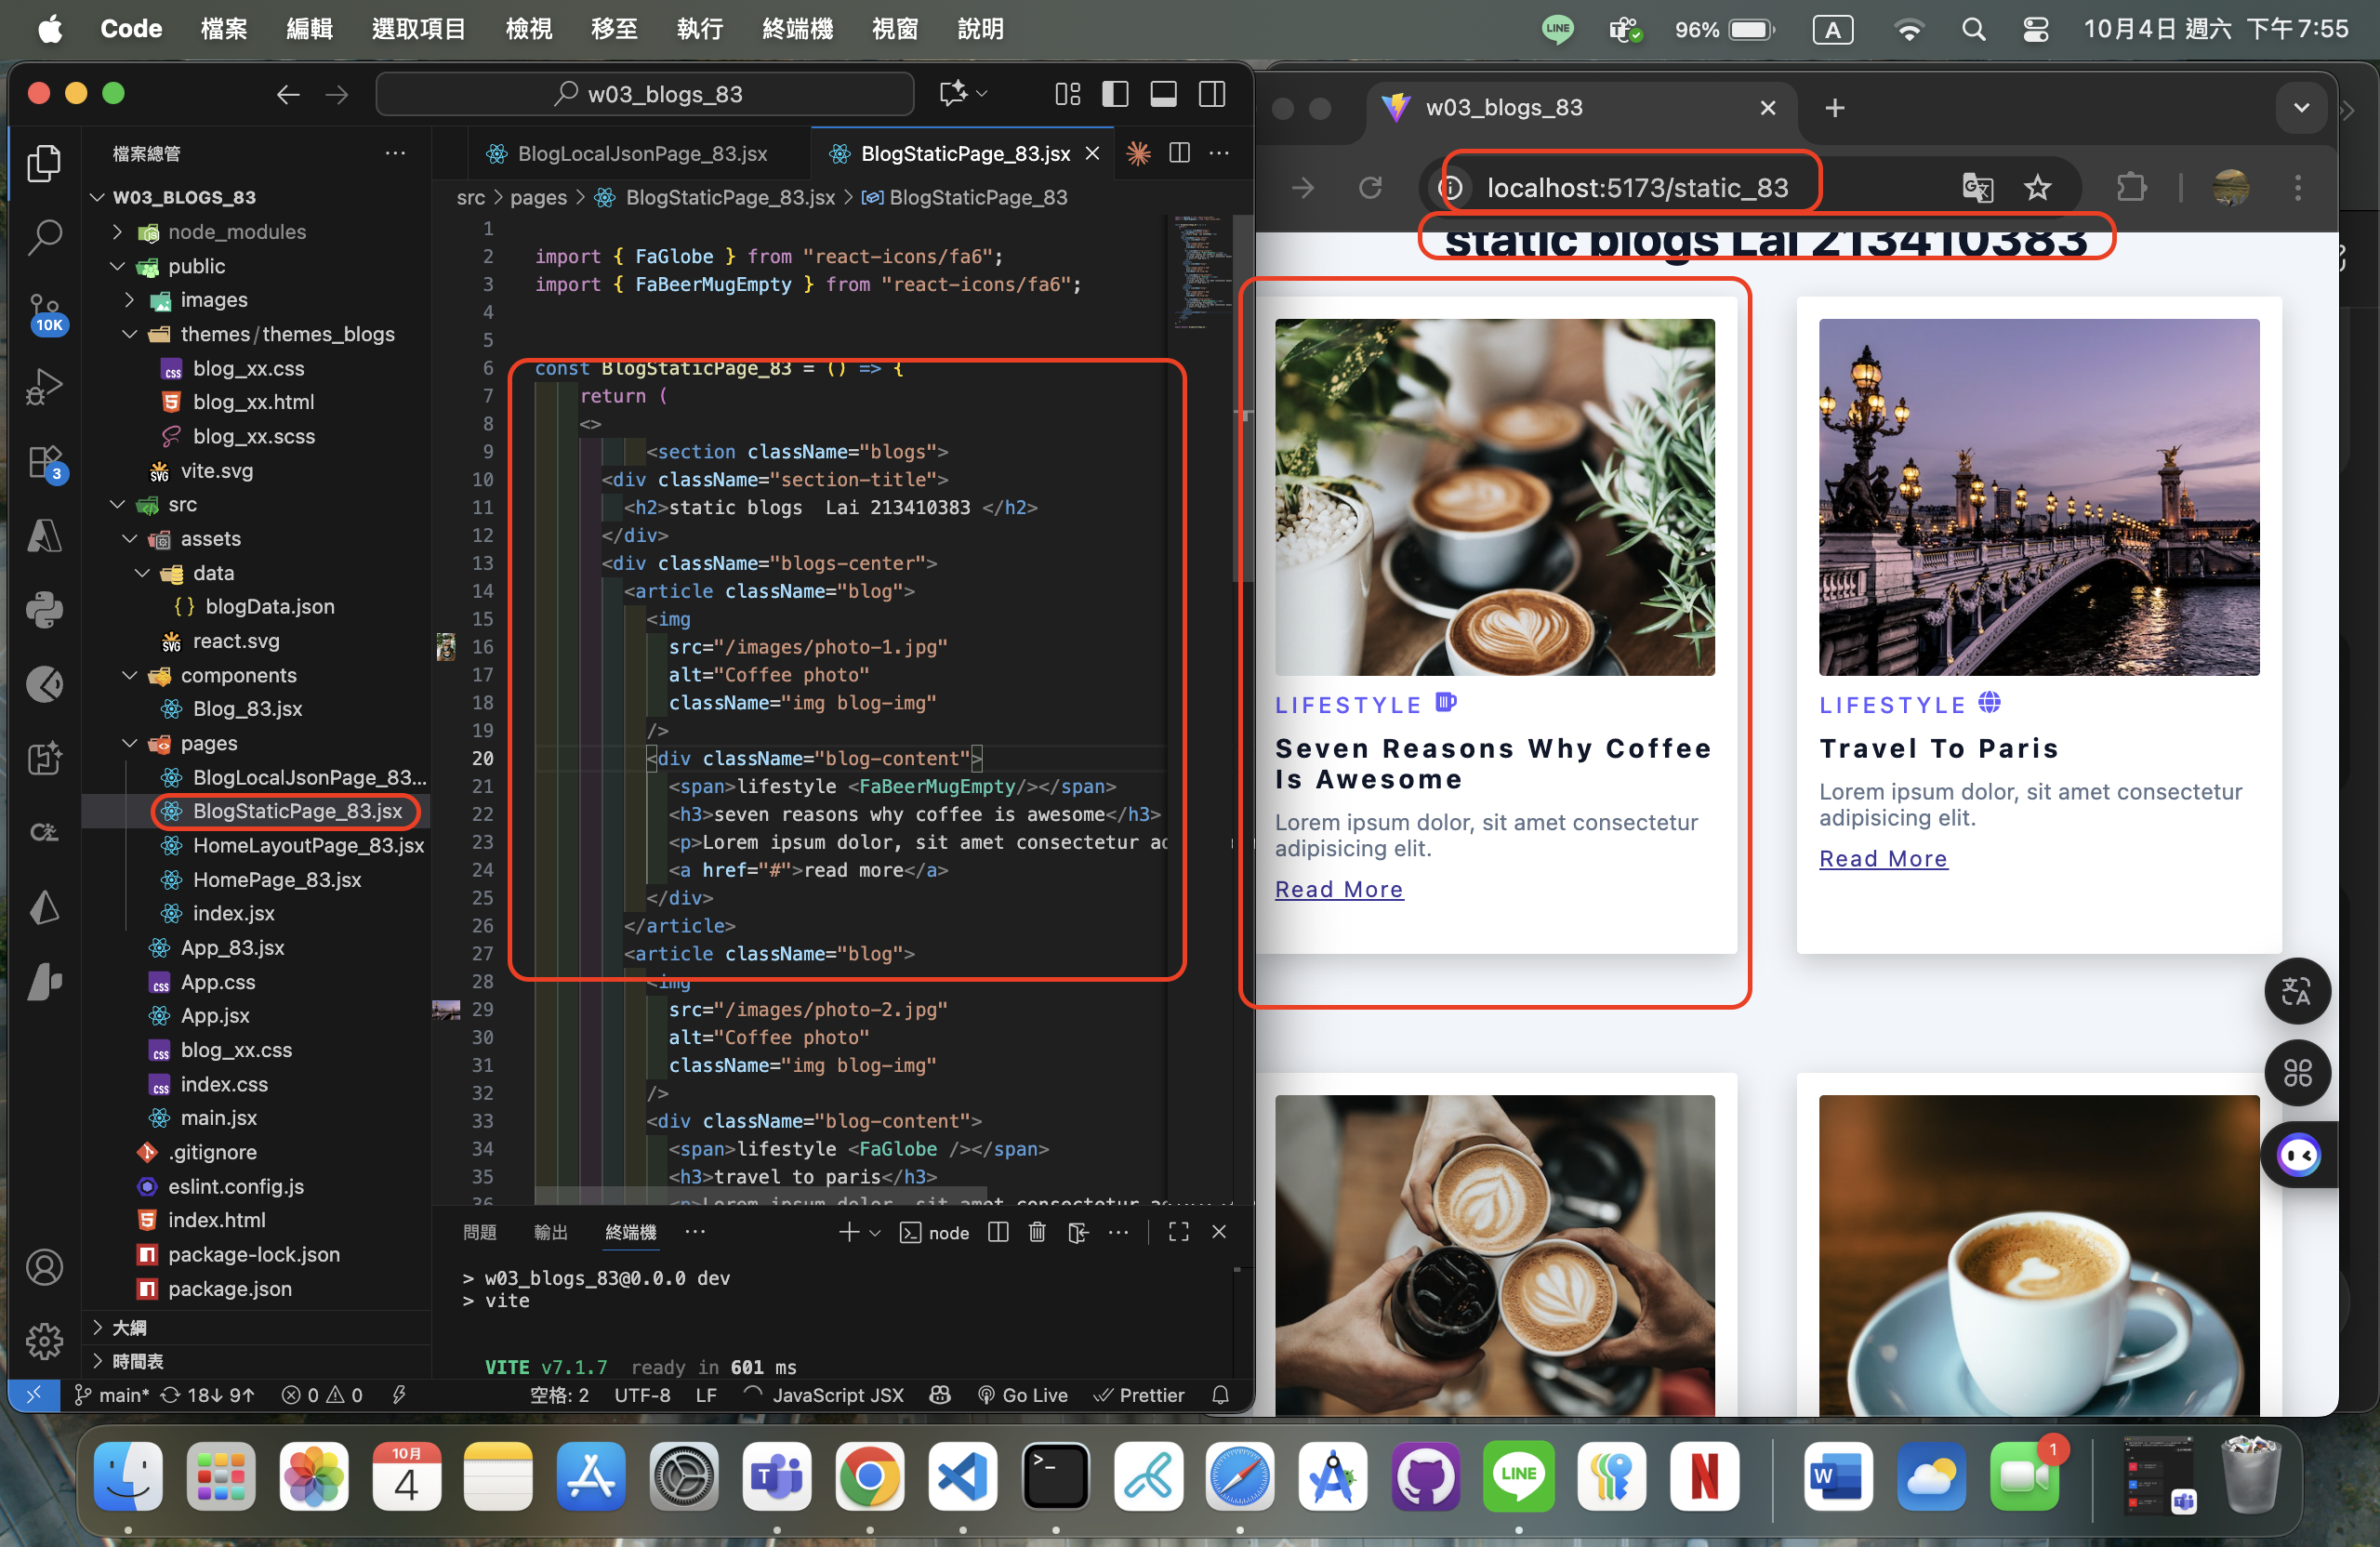 Code 檔案 編輯 選取項目 檢視 移至 執行 終端機 視窗 說明
LINE 96% A 10月4日 週六 下午7:55
w03_blogs_83
檔案總管
W03_BLOGS_83
node_modules
public
images
themes/themes_blogs
blog_xx.css
blog_xx.html
blog_xx.scss
vite.svg
src
assets
data
blogData.json
react.svg
components
Blog_83.jsx
pages
BlogLocalJsonPage_83...
BlogStaticPage_83.jsx
HomeLayoutPage_83.jsx
HomePage_83.jsx
index.jsx
App_83.jsx
App.css
App.jsx
blog_xx.css
index.css
main.jsx
.gitignore
eslint.config.js
index.html
package-lock.json
package.json
大綱
時間表
10K
3
BlogLocalJsonPage_83.jsx BlogStaticPage_83.jsx
src > pages > BlogStaticPage_83.jsx > BlogStaticPage_83
1
2 import { FaGlobe } from "react-icons/fa6";
3 import { FaBeerMugEmpty } from "react-icons/fa6";
4
5
6 const BlogStaticPage_83 = () => {
7 return (
8 <>
9 <section className="blogs">
10 <div className="section-title">
11 <h2>static blogs  Lai 213410383 </h2>
12 </div>
13 <div className="blogs-center">
14 <article className="blog">
15 <img
16 src="/images/photo-1.jpg"
17 alt="Coffee photo"
18 className="img blog-img"
19 />
20 <div className="blog-content">
21 <span>lifestyle <FaBeerMugEmpty/></span>
22 <h3>seven reasons why coffee is awesome</h3>
23 <p>Lorem ipsum dolor, sit amet consectetur ad
24 <a href="#">read more</a>
25 </div>
26 </article>
27 <article className="blog">
28 <img
29 src="/images/photo-2.jpg"
30 alt="Coffee photo"
31 className="img blog-img"
32 />
33 <div className="blog-content">
34 <span>lifestyle <FaGlobe /></span>
35 <h3>travel to paris</h3>
36 <p>Lorem ipsum dolor, sit amet consectetur ad
問題 輸出 終端機 node
> w03_blogs_83@0.0.0 dev
> vite
VITE v7.1.7  ready in 601 ms
main* 18↓ 9↑ 0 0 空格: 2 UTF-8 LF JavaScript JSX Go Live Prettier
w03_blogs_83
localhost:5173/static_83
static blogs Lai 213410383
LIFESTYLE
Seven Reasons Why Coffee
Is Awesome
Lorem ipsum dolor, sit amet consectetur
adipisicing elit.
Read More
LIFESTYLE
Travel To Paris
Lorem ipsum dolor, sit amet consectetur
adipisicing elit.
Read More
10月
4
LINE
1